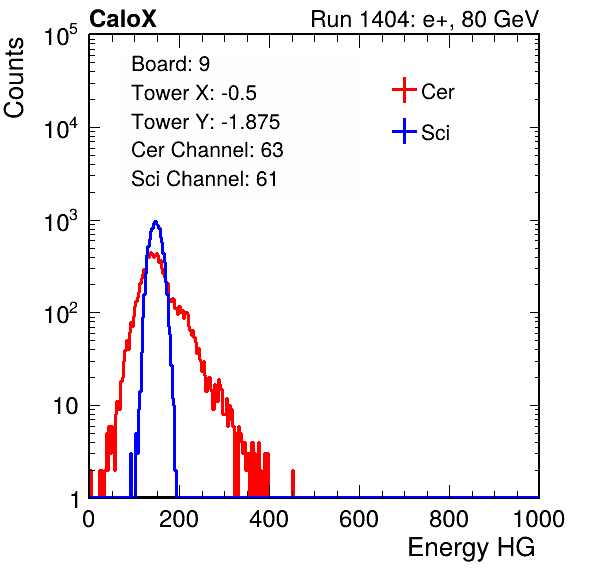 CaloX Run 1404: e+, 80 GeV
Counts
Board: 9
Tower X: -0.5
Tower Y: -1.875
Cer Channel: 63
Sci Channel: 61
Cer
Sci
10^5
10^4
10^3
10^2
10
1
0 200 400 600 800 1000
Energy HG